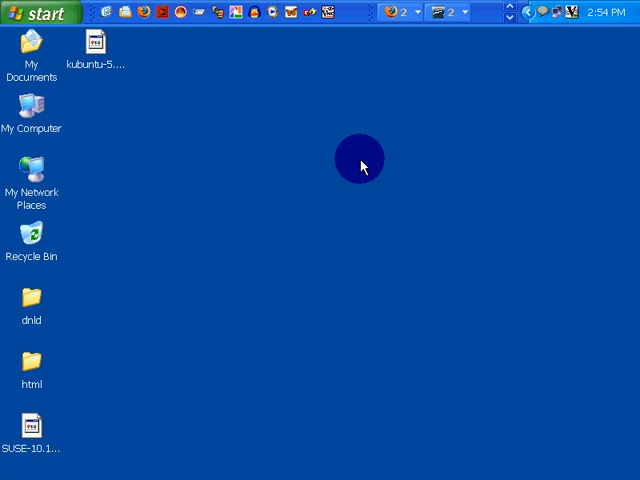 start
2
2
2:54 PM
My Documents
kubuntu-5....
My Computer
My Network
Places
Recycle Bin
dnld
html
SUSE-10.1...